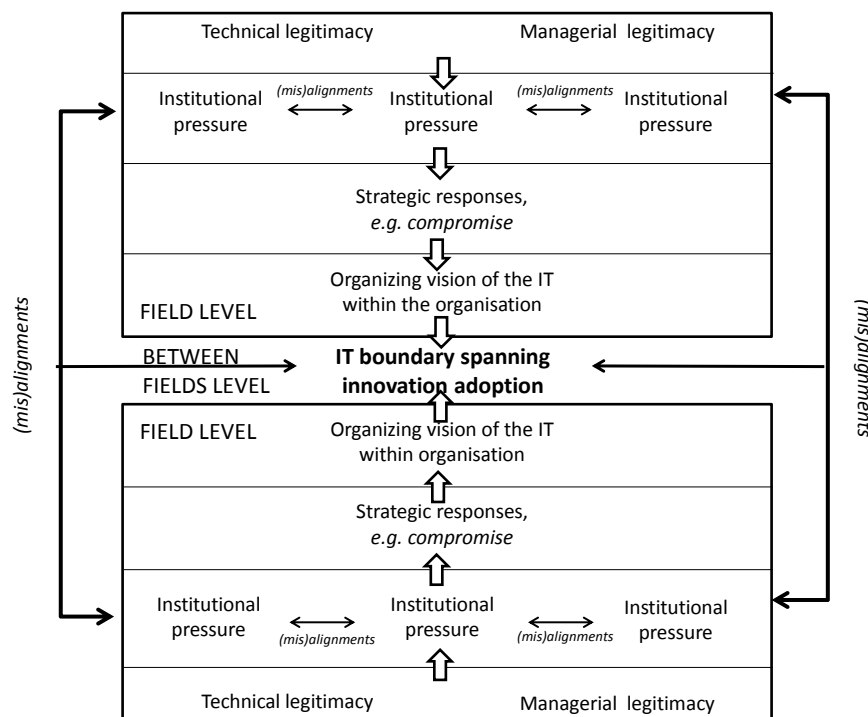 Technical legitimacy Managerial legitimacy
(mis)alignments (mis)alignments
Institutional Institutional Institutional
pressure pressure pressure
Strategic responses,
e.g. compromise
Organizing vision of the IT
within the organisation
FIELD LEVEL
(mis)alignments
(mis)alignments
BETWEEN IT boundary spanning
FIELDS LEVEL innovation adoption
FIELD LEVEL Organizing vision of the IT
within organisation
Strategic responses,
e.g. compromise
Institutional Institutional Institutional
pressure pressure pressure
(mis)alignments (mis)alignments
Technical legitimacy Managerial legitimacy